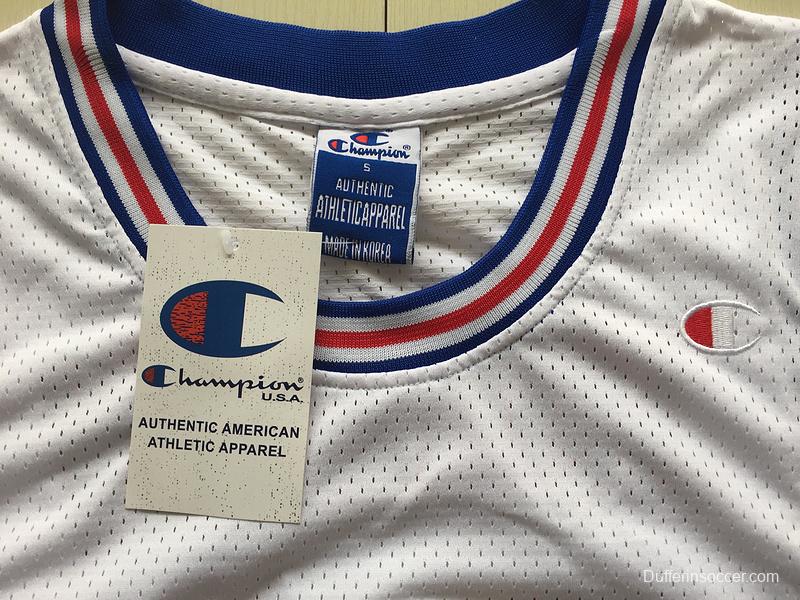 Champion®
S
AUTHENTIC
ATHLETICAPPAREL
MADE IN KOREA
Champion®
U.S.A.
AUTHENTIC AMERICAN
ATHLETIC APPAREL
Dufferinsoccer.com